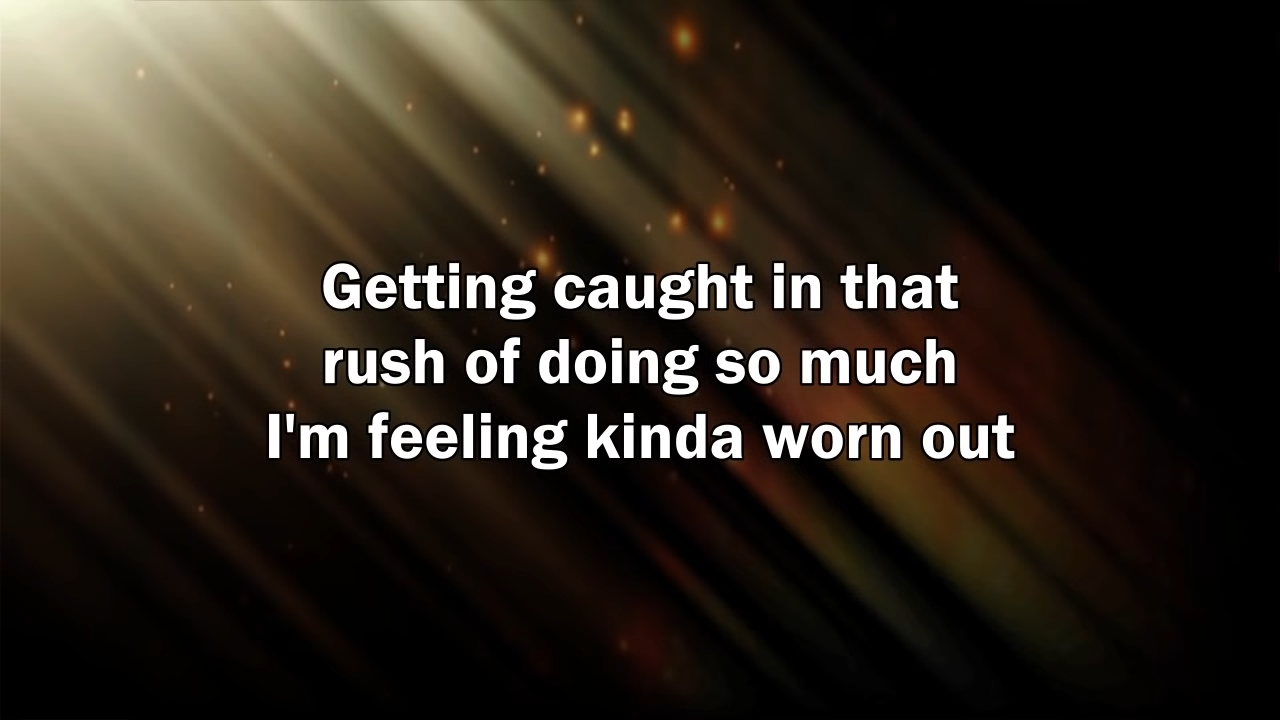 Getting caught in that
rush of doing so much
I'm feeling kinda worn out